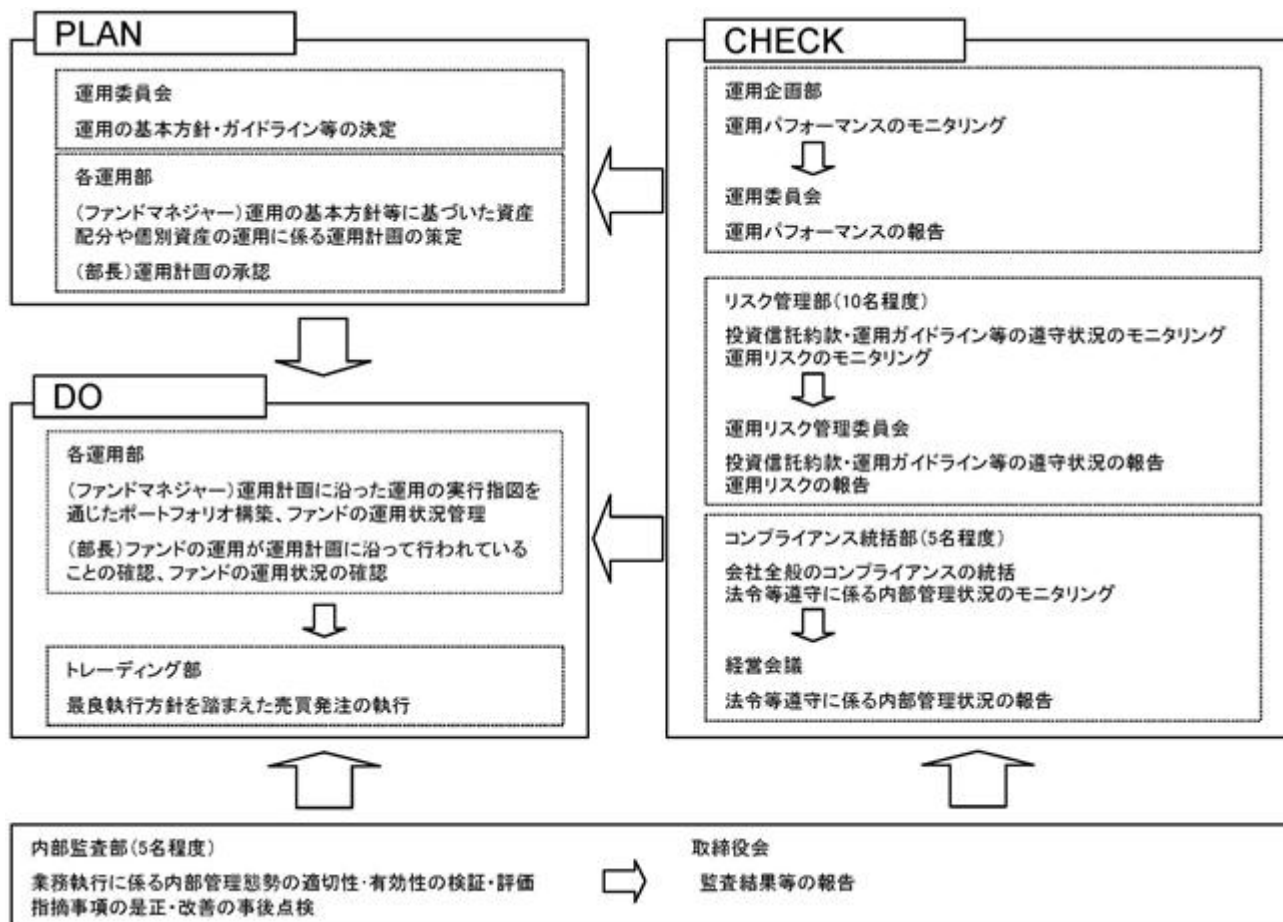 PLAN
運用委員会
運用の基本方針・ガイドライン等の決定
各運用部
(ファンドマネジャー)運用の基本方針等に基づいた資産
配分や個別資産の運用に係る運用計画の策定
(部長)運用計画の承認
DO
各運用部
(ファンドマネジャー)運用計画に沿った運用の実行指図を
通じたポートフォリオ構築、ファンドの運用状況管理
(部長)ファンドの運用が運用計画に沿って行われている
ことの確認、ファンドの運用状況の確認
トレーディング部
最良執行方針を踏まえた売買発注の執行
CHECK
運用企画部
運用パフォーマンスのモニタリング
運用委員会
運用パフォーマンスの報告
リスク管理部(10名程度)
投資信託約款・運用ガイドライン等の遵守状況のモニタリング
運用リスクのモニタリング
運用リスク管理委員会
投資信託約款・運用ガイドライン等の遵守状況の報告
運用リスクの報告
コンプライアンス統括部(5名程度)
会社全般のコンプライアンスの統括
法令等遵守に係る内部管理状況のモニタリング
経営会議
法令等遵守に係る内部管理状況の報告
内部監査部(5名程度)
業務執行に係る内部管理態勢の適切性・有効性の検証・評価
指摘事項の是正・改善の事後点検
取締役会
監査結果等の報告